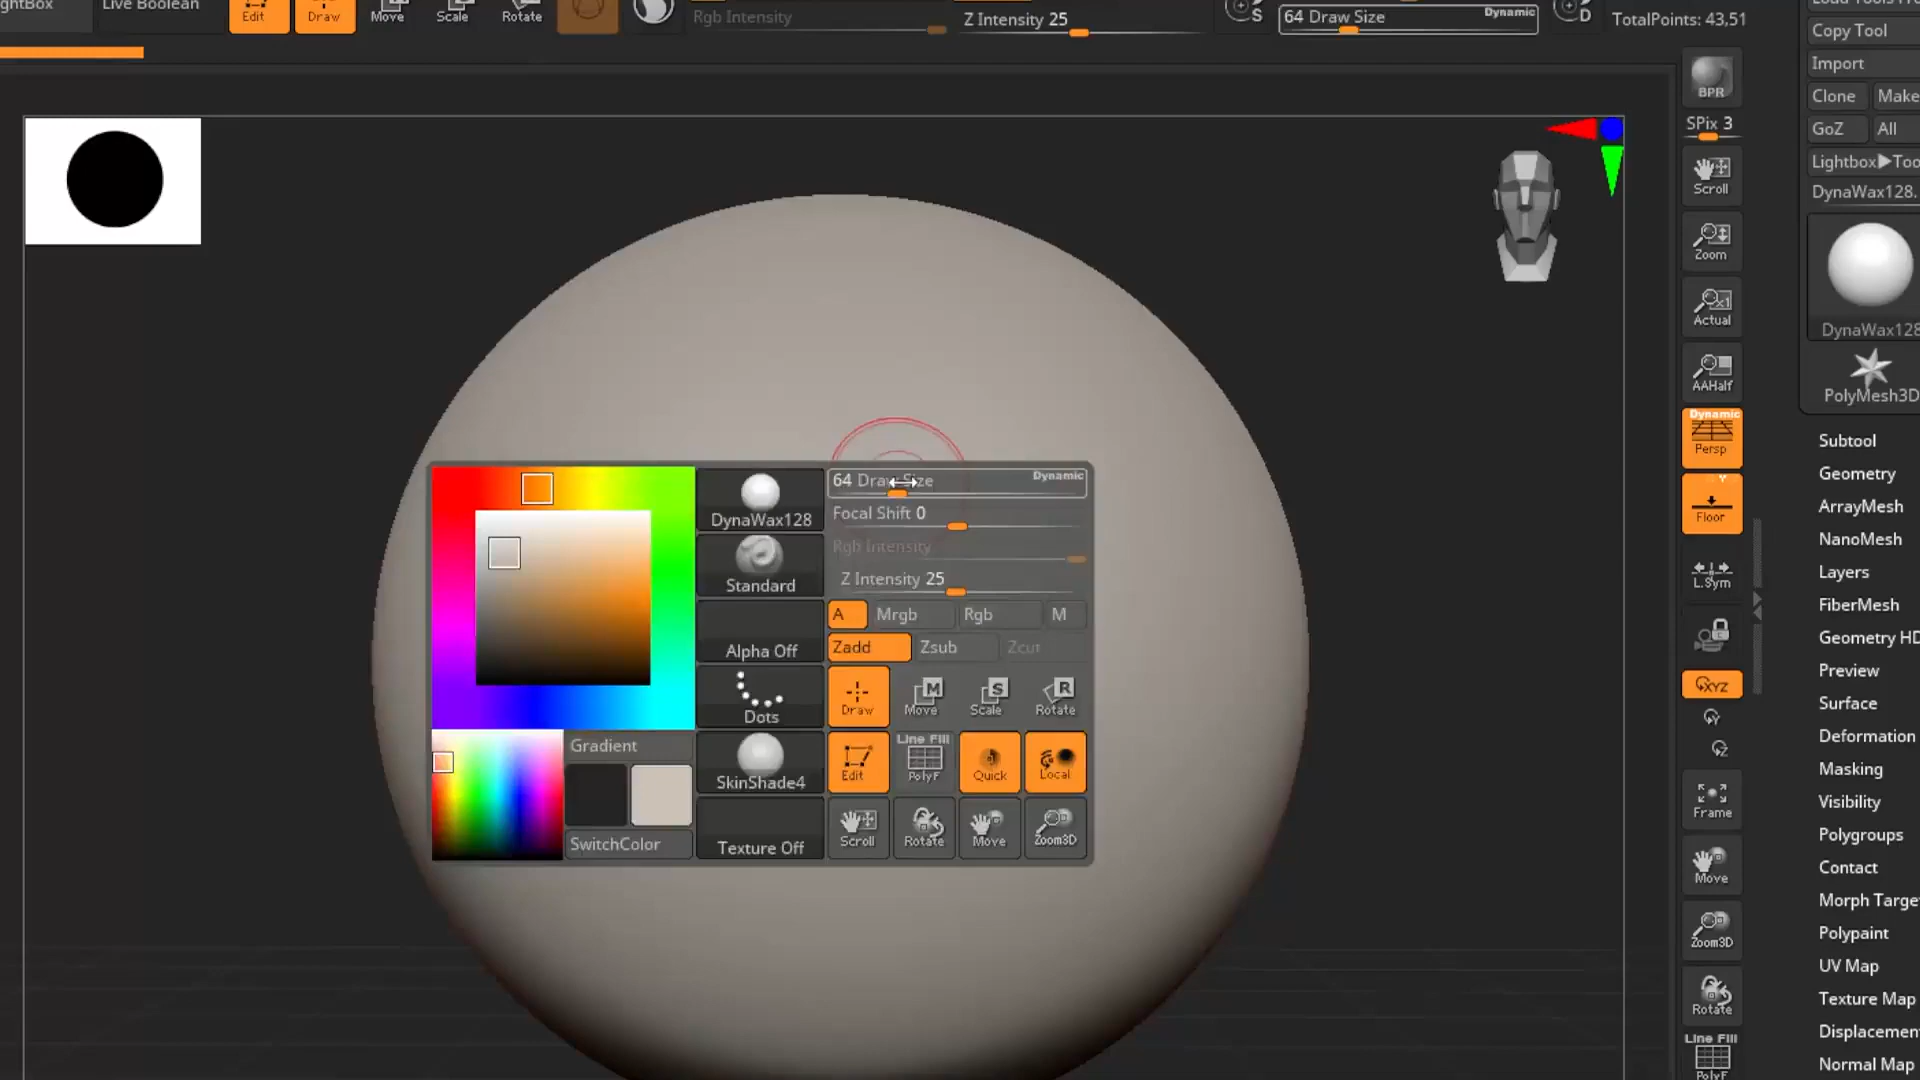 ghtBox
Live Boolean
Edit
Draw
Move
Scale
Rotate
Rgb Intensity
Z Intensity 25
S
64 Draw Size
Dynamic
D
TotalPoints: 43,51
Copy Tool
Import
Clone
Make
GoZ
All
Lightbox▶Too
DynaWax128.
DynaWax128
PolyMesh3D
BPR
SPix 3
Scroll
Zoom
Actual
AAHalf
Dynamic
Persp
Floor
L.Sym
XYZ
Y
Z
Frame
Move
Zoom3D
Rotate
Line Fill
PolyF
Subtool
Geometry
ArrayMesh
NanoMesh
Layers
FiberMesh
Geometry HD
Preview
Surface
Deformation
Masking
Visibility
Polygroups
Contact
Morph Targe
Polypaint
UV Map
Texture Map
Displacemen
Normal Map
DynaWax128
Standard
Alpha Off
Dots
SkinShade4
Texture Off
Gradient
SwitchColor
64 Draw Size
Dynamic
Focal Shift 0
Rgb Intensity
Z Intensity 25
A
Mrgb
Rgb
M
Zadd
Zsub
Zcut
Draw
M
Move
S
Scale
R
Rotate
Edit
Line Fill
PolyF
Quick
Local
Scroll
Rotate
Move
Zoom3D